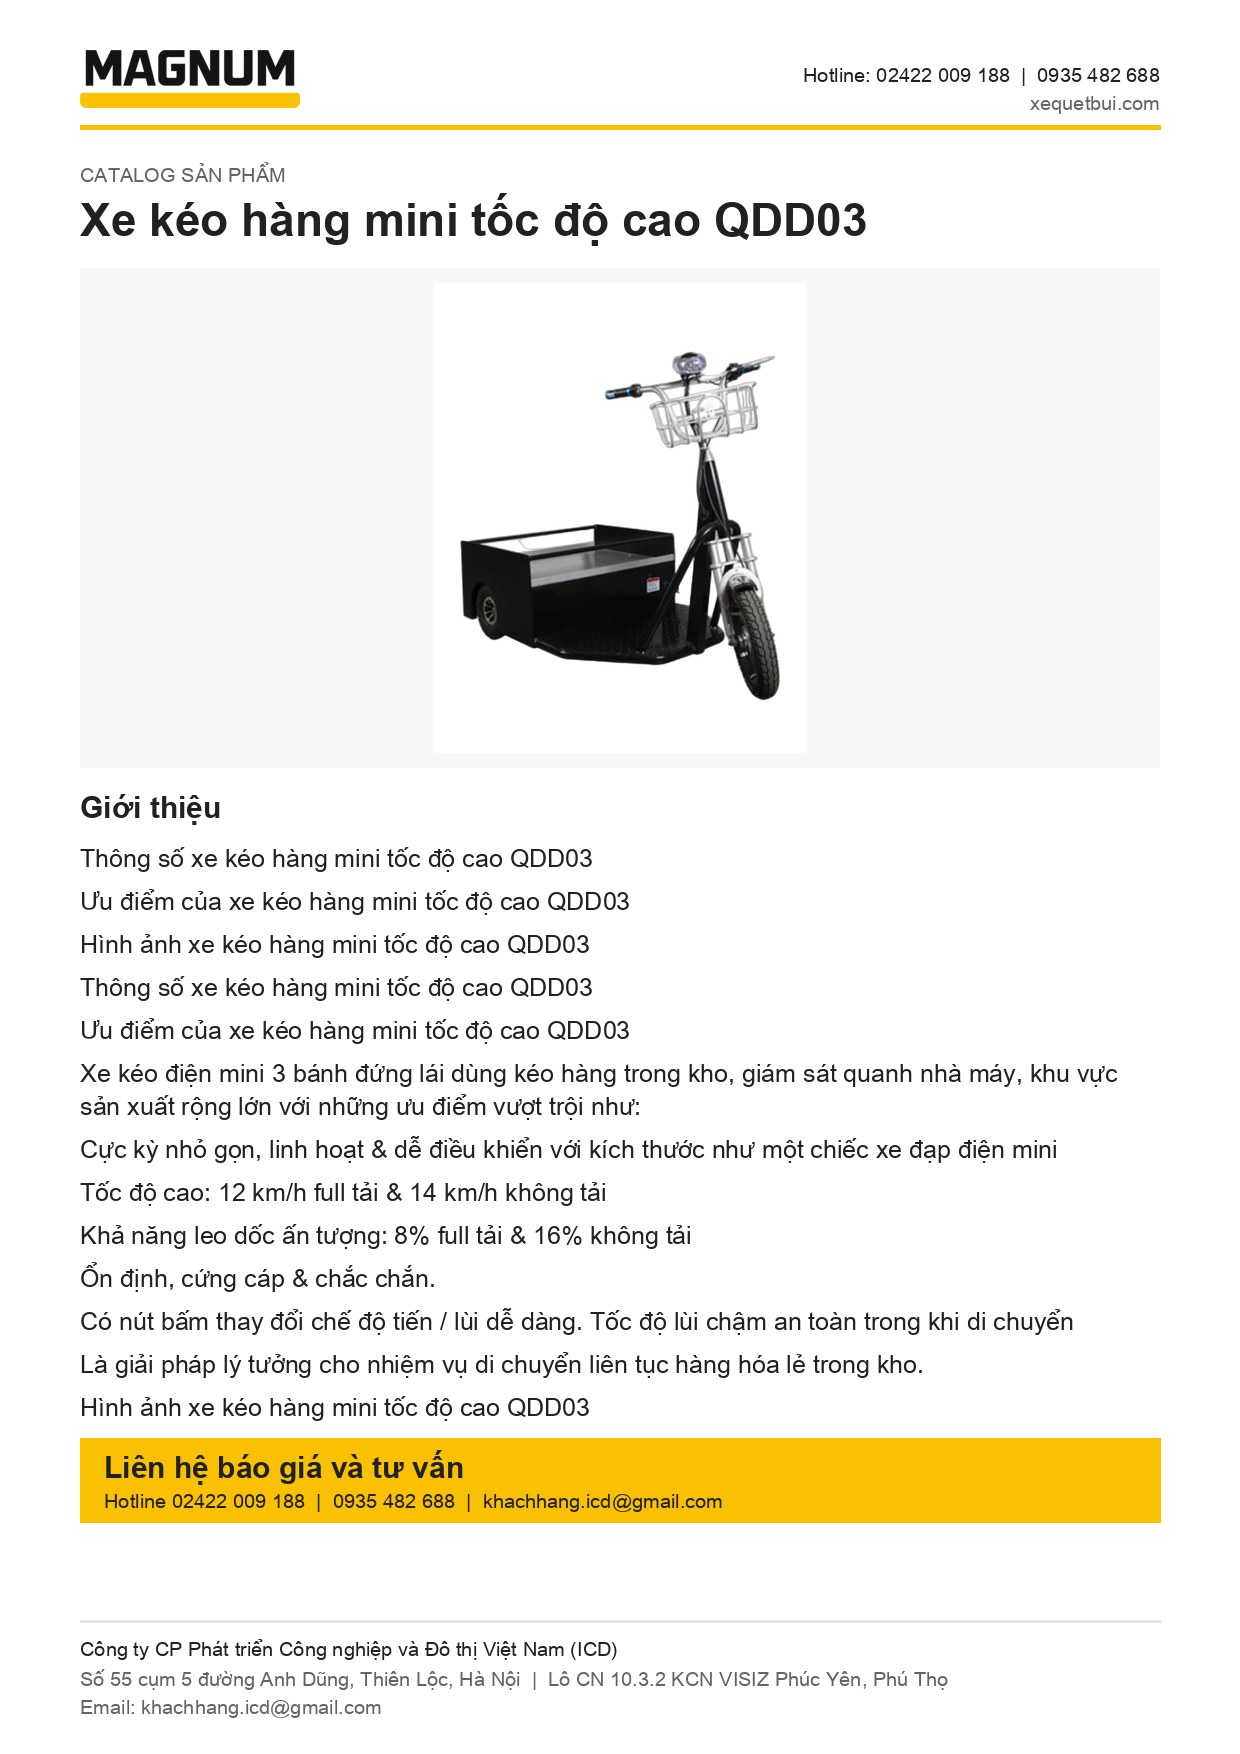 MAGNUM
Hotline: 02422 009 188 | 0935 482 688
xequetbui.com
CATALOG SẢN PHẨM
Xe kéo hàng mini tốc độ cao QDD03
Giới thiệu
Thông số xe kéo hàng mini tốc độ cao QDD03
Ưu điểm của xe kéo hàng mini tốc độ cao QDD03
Hình ảnh xe kéo hàng mini tốc độ cao QDD03
Thông số xe kéo hàng mini tốc độ cao QDD03
Ưu điểm của xe kéo hàng mini tốc độ cao QDD03
Xe kéo điện mini 3 bánh đứng lái dùng kéo hàng trong kho, giám sát quanh nhà máy, khu vực
sản xuất rộng lớn với những ưu điểm vượt trội như:
Cực kỳ nhỏ gọn, linh hoạt & dễ điều khiển với kích thước như một chiếc xe đạp điện mini
Tốc độ cao: 12 km/h full tải & 14 km/h không tải
Khả năng leo dốc ấn tượng: 8% full tải & 16% không tải
Ổn định, cứng cáp & chắc chắn.
Có nút bấm thay đổi chế độ tiến / lùi dễ dàng. Tốc độ lùi chậm an toàn trong khi di chuyển
Là giải pháp lý tưởng cho nhiệm vụ di chuyển liên tục hàng hóa lẻ trong kho.
Hình ảnh xe kéo hàng mini tốc độ cao QDD03
Liên hệ báo giá và tư vấn
Hotline 02422 009 188 | 0935 482 688 | khachhang.icd@gmail.com
Công ty CP Phát triển Công nghiệp và Đô thị Việt Nam (ICD)
Số 55 cụm 5 đường Anh Dũng, Thiên Lộc, Hà Nội | Lô CN 10.3.2 KCN VISIZ Phúc Yên, Phú Thọ
Email: khachhang.icd@gmail.com